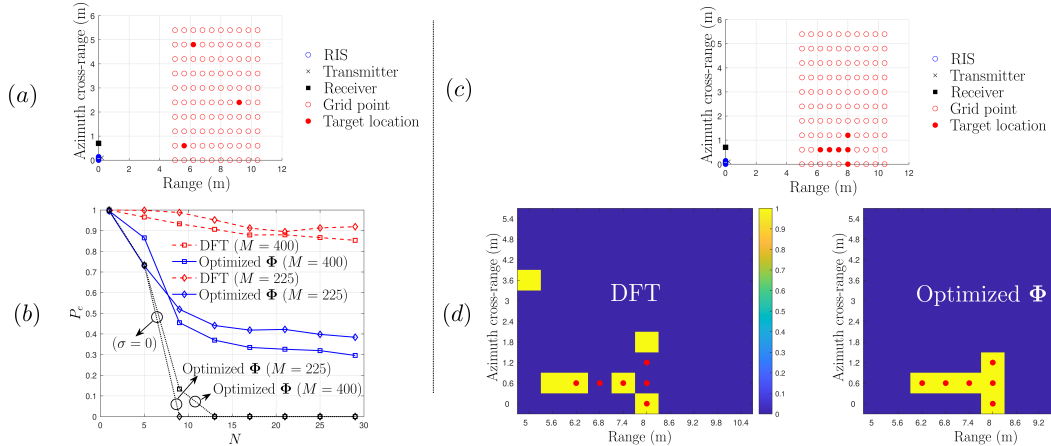 (a)
Azimuth cross-range (m)
6
5
4
3
2
1
0
0 2 4 6 8 10 12
Range (m)
RIS
Transmitter
Receiver
Grid point
Target location
(b)
P_e
1
0.9
0.8
0.7
0.6
0.5
0.4
0.3
0.2
0.1
0
DFT (M = 400)
Optimized Φ (M = 400)
DFT (M = 225)
Optimized Φ (M = 225)
(σ = 0)
Optimized Φ (M = 225)
Optimized Φ (M = 400)
0 5 10 15 20 25 30
N
(c)
Azimuth cross-range (m)
6
5
4
3
2
1
0
0 2 4 6 8 10 12
Range (m)
RIS
Transmitter
Receiver
Grid point
Target location
(d)
Azimuth cross-range (m)
5.4
4.8
4.2
3.6
3
2.4
1.8
1.2
0.6
0
DFT
5 5.6 6.2 6.8 7.4 8 8.6 9.2 9.8 10.4
Range (m)
1
0.9
0.8
0.7
0.6
0.5
0.4
0.3
0.2
0.1
0
Azimuth cross-range (m)
5.4
4.8
4.2
3.6
3
2.4
1.8
1.2
0.6
0
Optimized Φ
5 5.6 6.2 6.8 7.4 8 8.6 9.2
Range (m)